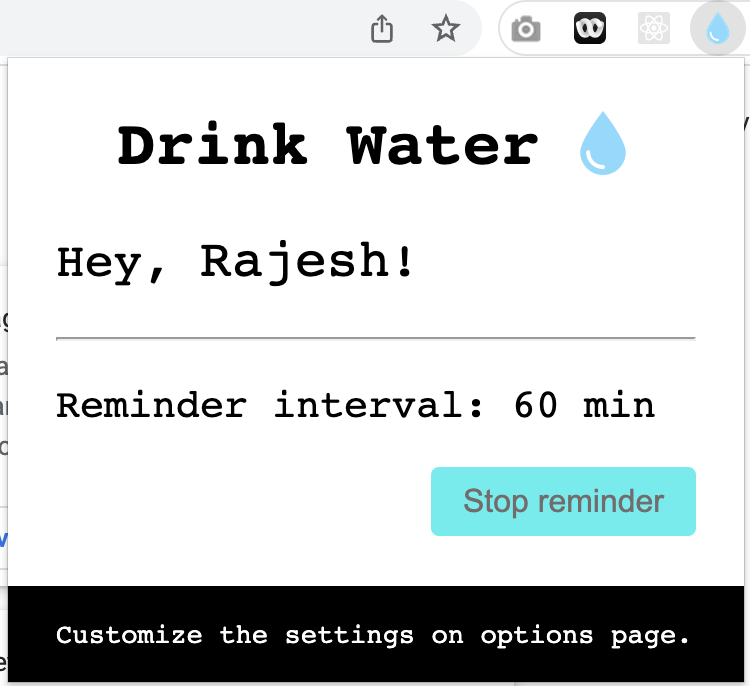 Drink Water 💧
Hey, Rajesh!
Reminder interval: 60 min
Stop reminder
Customize the settings on options page.